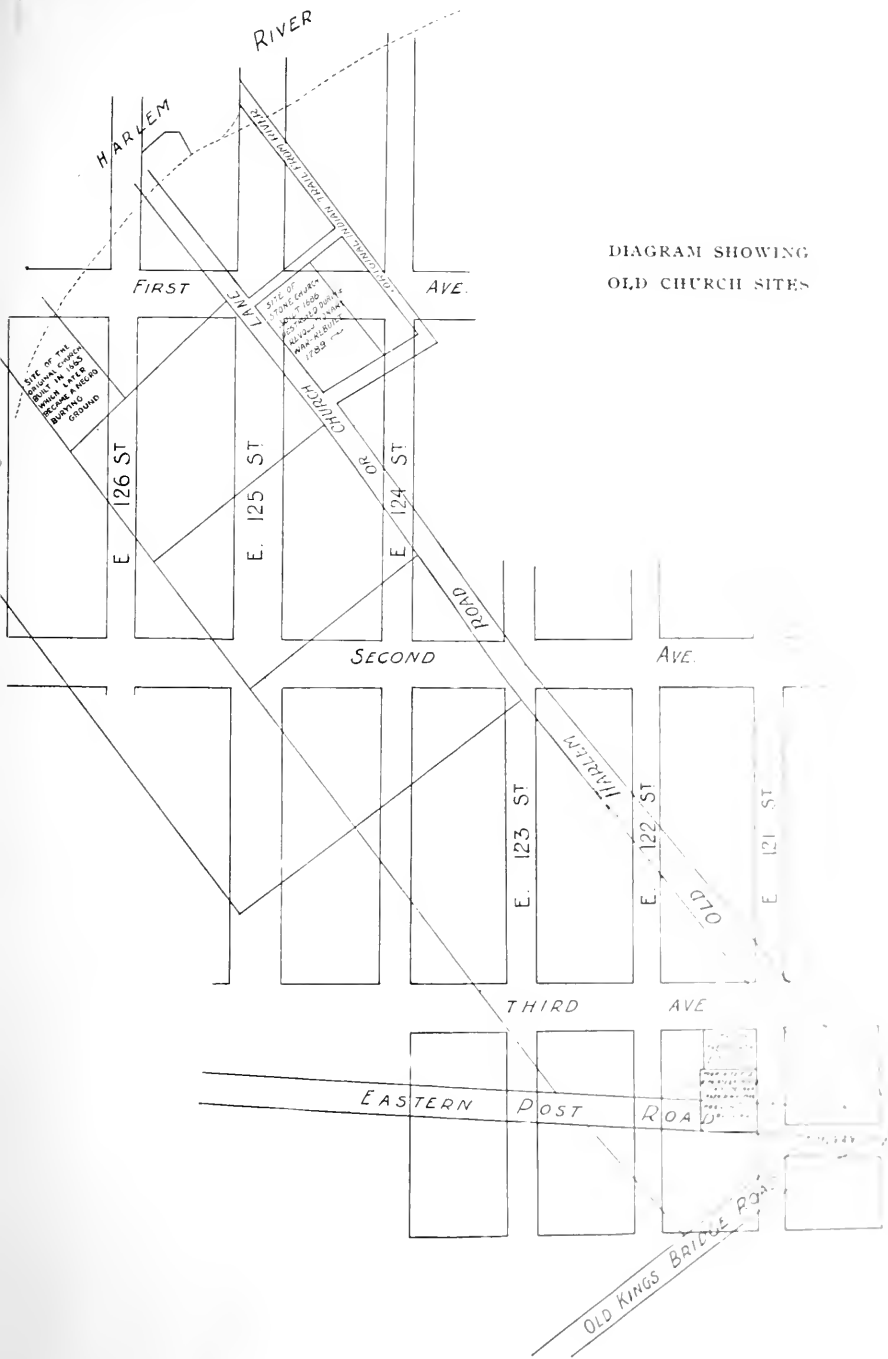 RIVER
HARLEM
ORIGINAL INDIAN TRAIL FROM RIVER
DIAGRAM SHOWING
OLD CHURCH SITES
FIRST AVE.
LANE OR CHURCH ROAD
SITE OF
STONE CHURCH
BUILT 1686
DESTROYED DURING
REVOLUTIONARY
WAR-REBUILT
1789
SITE OF THE
ORIGINAL CHURCH
BUILT IN 1665
WHICH LATER
BECAME A NEGRO
BURYING
GROUND
E 126 ST
E. 125 ST
E 124 ST
SECOND AVE.
OLD HARLEM
E. 123 ST
E. 122 ST
E 121 ST
THIRD AVE
EASTERN POST ROAD
OLD KINGS BRIDGE ROAD